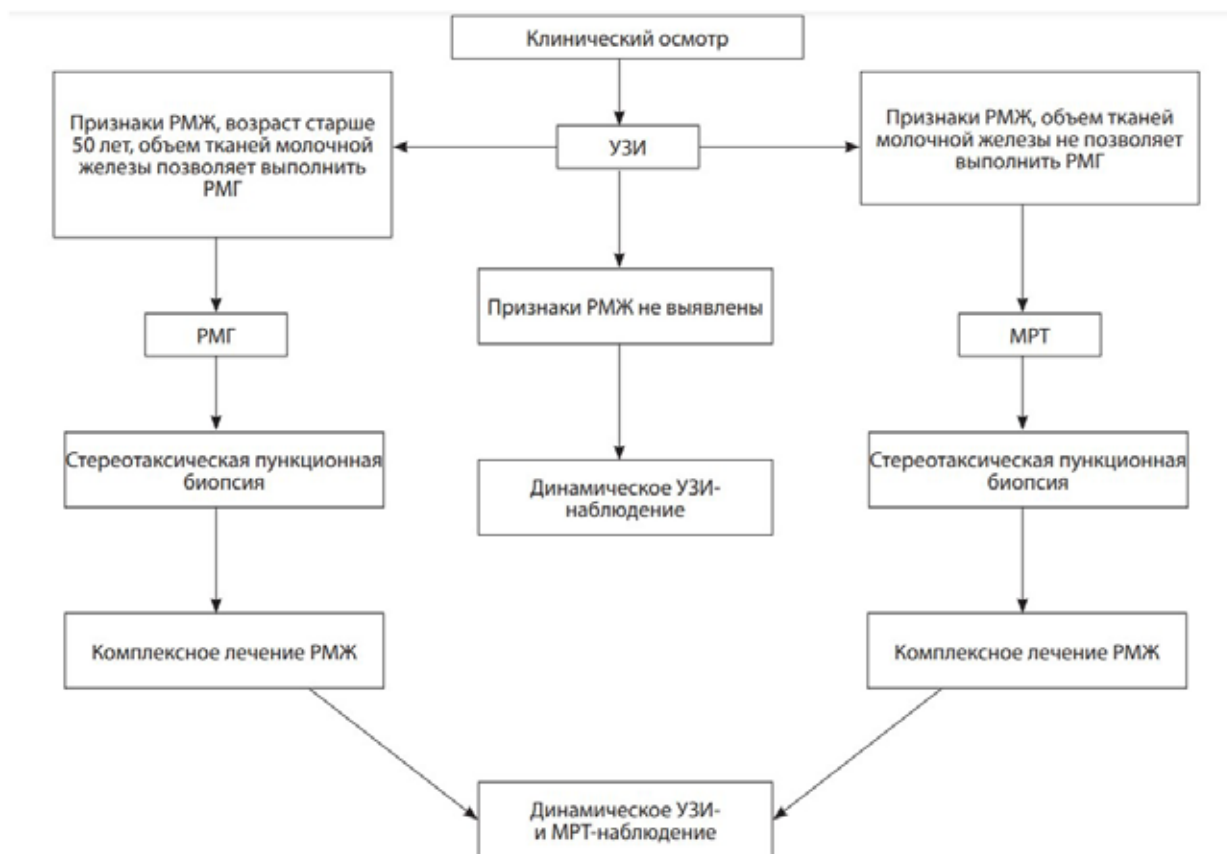 Клинический осмотр
Признаки РМЖ, возраст старше
50 лет, объем тканей молочной
железы позволяет выполнить
РМГ
УЗИ
Признаки РМЖ, объем тканей
молочной железы не позволяет
выполнить РМГ
Признаки РМЖ не выявлены
РМГ
МРТ
Стереотаксическая пункционная
биопсия
Динамическое УЗИ-
наблюдение
Стереотаксическая пункционная
биопсия
Комплексное лечение РМЖ
Комплексное лечение РМЖ
Динамическое УЗИ-
и МРТ-наблюдение